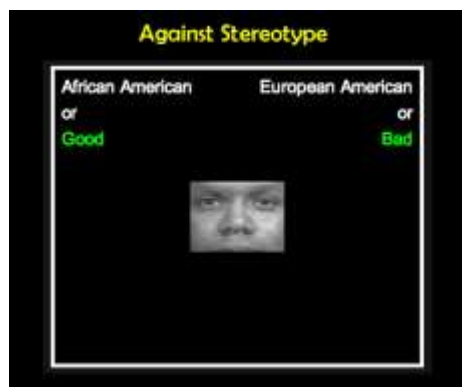 Against Stereotype
African American European American
or or
Good Bad